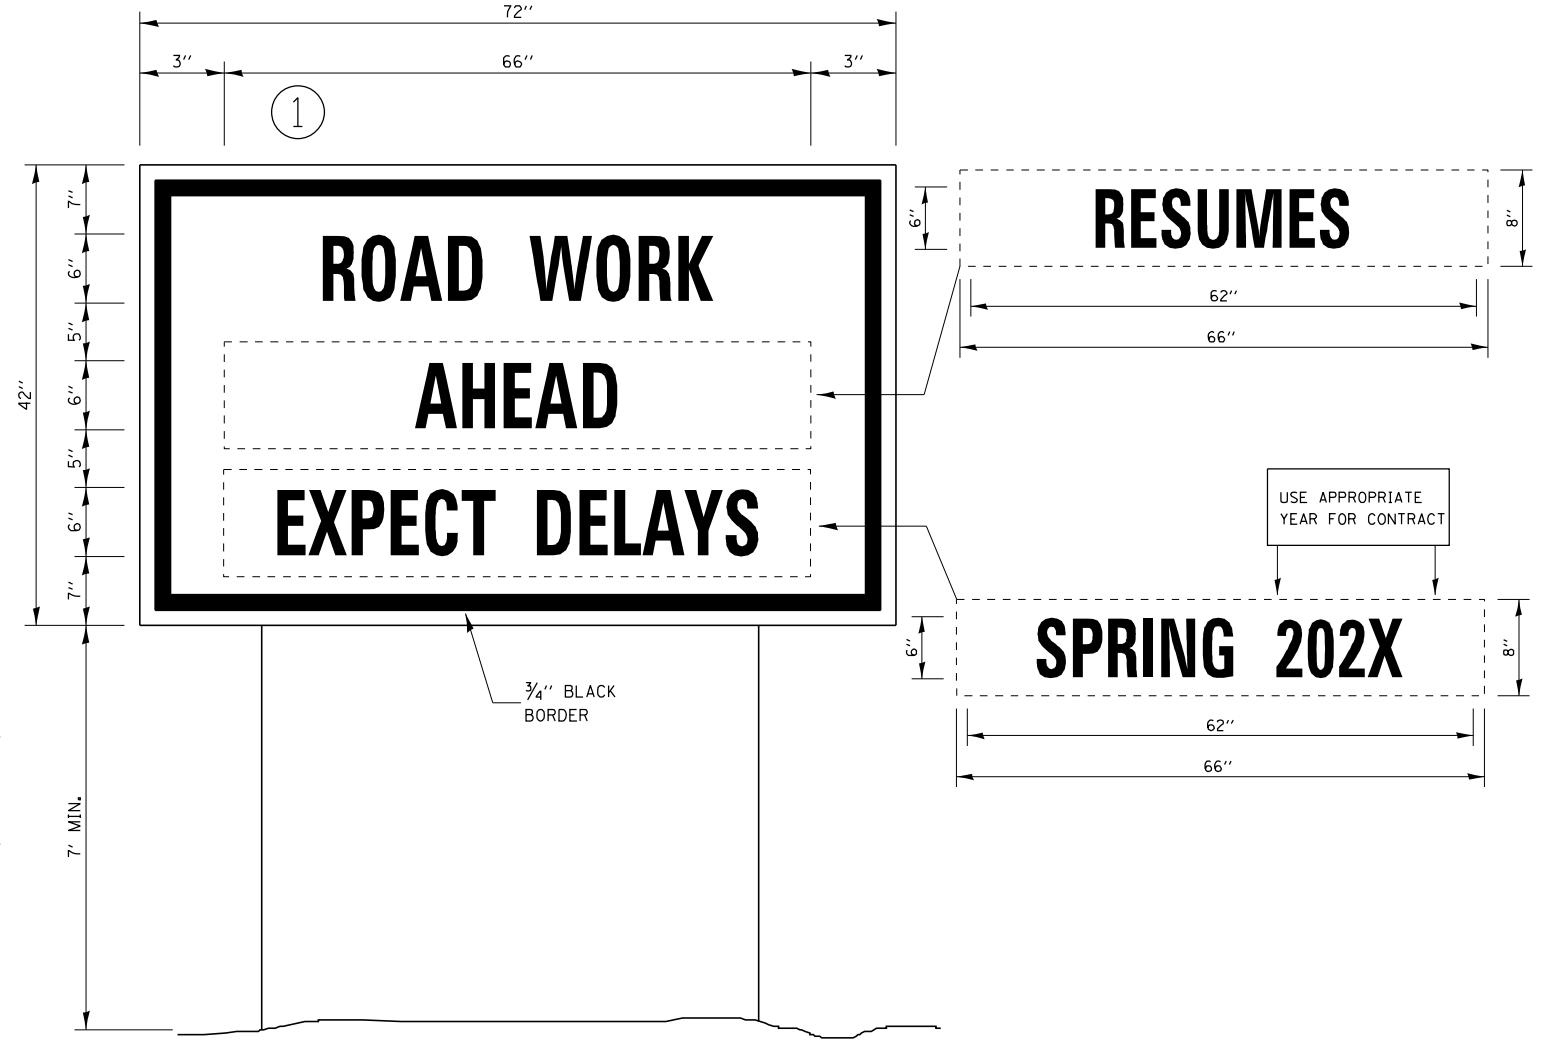 72''
3'' 66'' 3''
1
7''
6''
5''
6''
5''
6''
7''
42''
7' MIN.
ROAD WORK
AHEAD
EXPECT DELAYS
3/4'' BLACK
BORDER
6''
RESUMES
8''
62''
66''
USE APPROPRIATE
YEAR FOR CONTRACT
6''
SPRING 202X
8''
62''
66''